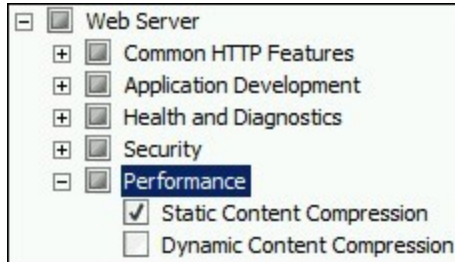 Web Server
Common HTTP Features
Application Development
Health and Diagnostics
Security
Performance
Static Content Compression
Dynamic Content Compression